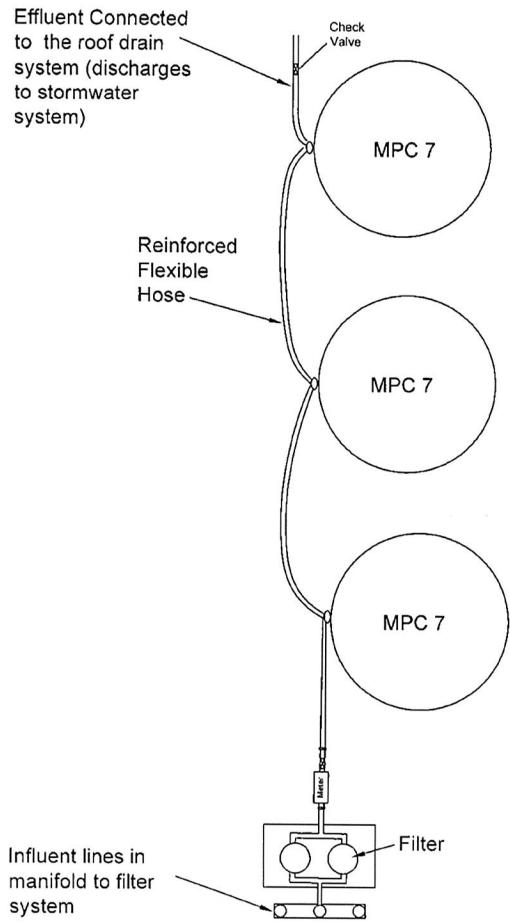 Effluent Connected
to the roof drain
system (discharges
to stormwater
system)
Check
Valve
MPC 7
Reinforced
Flexible
Hose
MPC 7
MPC 7
Meter
Filter
Influent lines in
manifold to filter
system